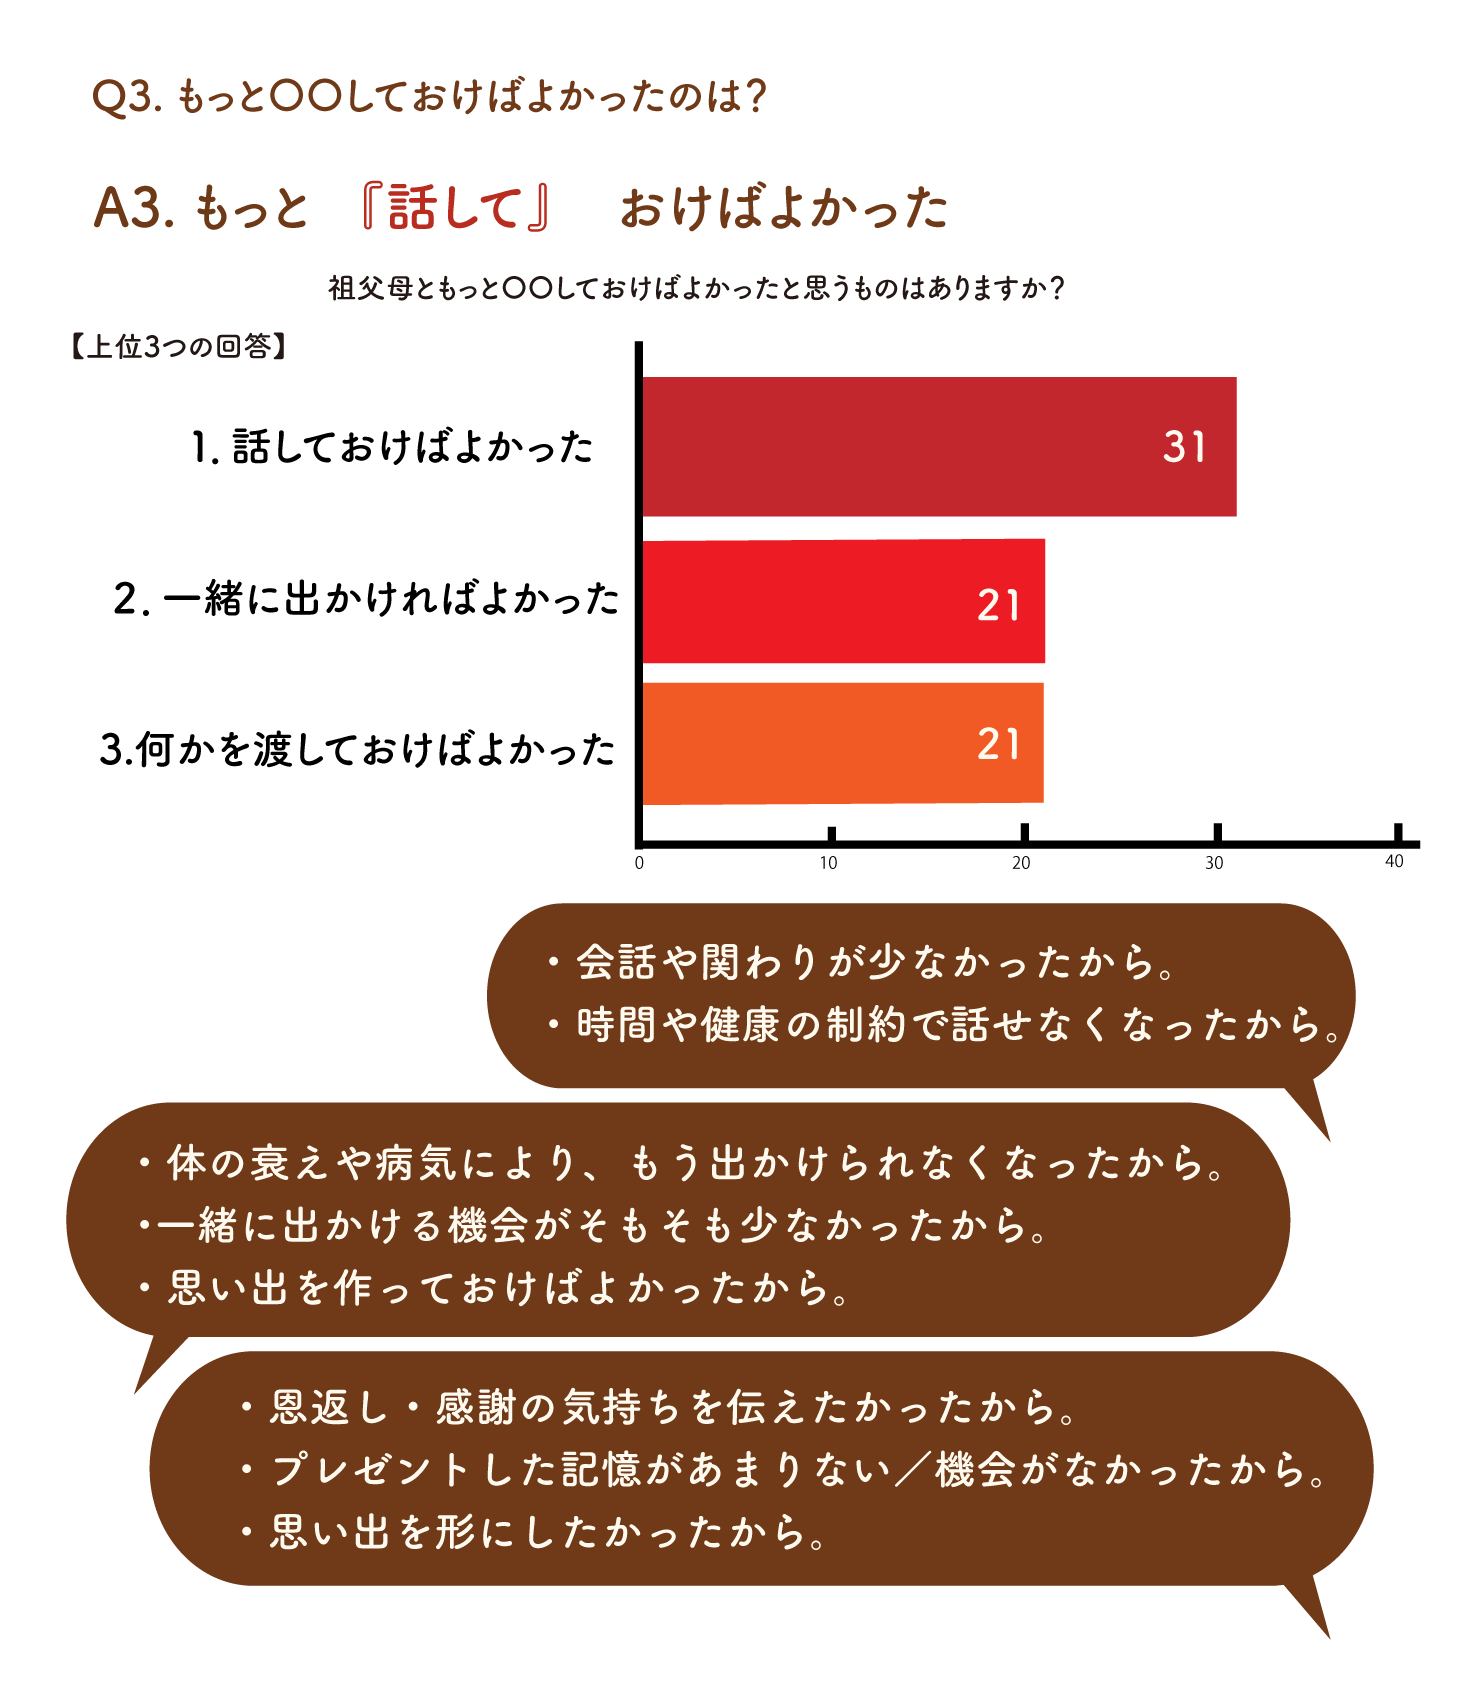 Q3. もっと〇〇しておけばよかったのは？
A3. もっと 『話して』 おけばよかった
祖父母ともっと〇〇しておけばよかったと思うものはありますか？
【上位3つの回答】
1. 話しておけばよかった
31
2. 一緒に出かければよかった
21
3.何かを渡しておけばよかった
21
0 10 20 30 40
・会話や関わりが少なかったから。
・時間や健康の制約で話せなくなったから。
・体の衰えや病気により、もう出かけられなくなったから。
・一緒に出かける機会がそもそも少なかったから。
・思い出を作っておけばよかったから。
・恩返し・感謝の気持ちを伝えたかったから。
・プレゼントした記憶があまりない／機会がなかったから。
・思い出を形にしたかったから。